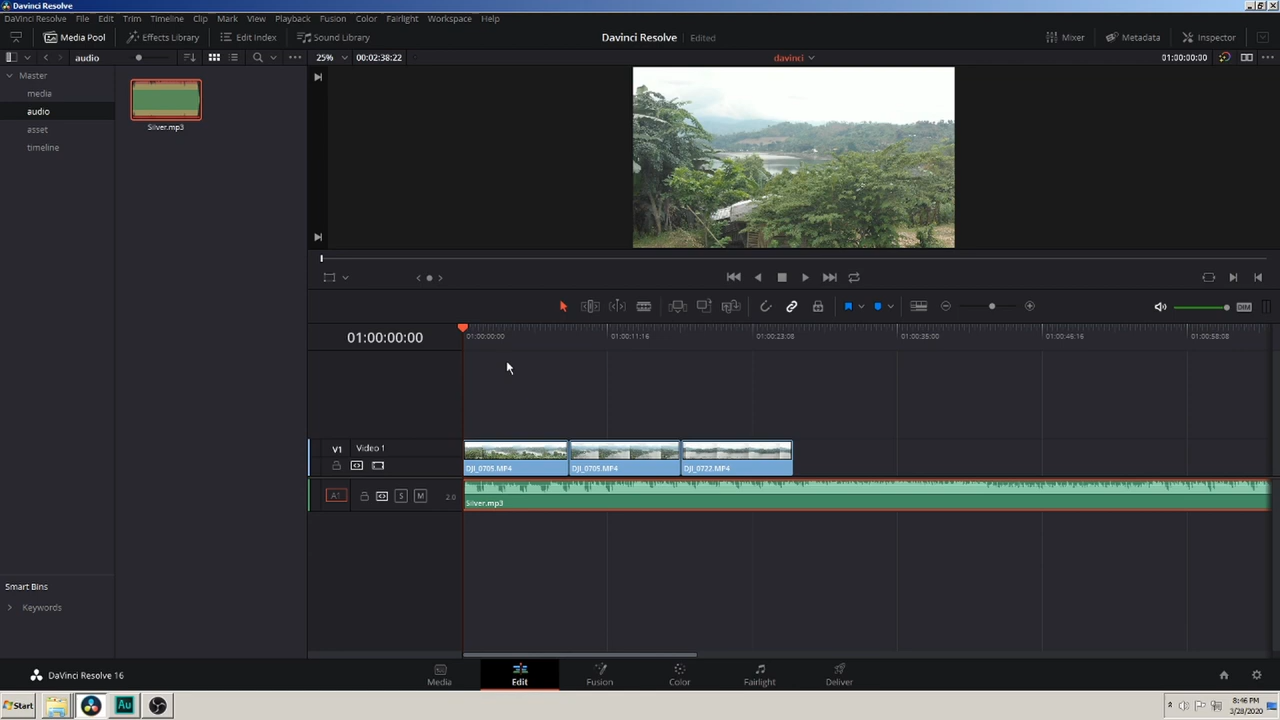 Davinci Resolve
DaVinci Resolve File Edit Trim Timeline Clip Mark View Playback Fusion Color Fairlight Workspace Help
Media Pool Effects Library Edit Index Sound Library Davinci Resolve Edited Mixer Metadata Inspector
audio 25% 00:02:38:22 davinci 01:00:00:00
Master
media
audio
asset
timeline
Silver.mp3
DIM
01:00:00:00
01:00:00:00 01:00:11:16 01:00:23:08 01:00:35:00 01:00:46:16 01:00:58:08
V1 Video 1
DJI_0705.MP4 DJI_0705.MP4 DJI_0722.MP4
A1 S M 2.0
Silver.mp3
Smart Bins
Keywords
DaVinci Resolve 16
Media Edit Fusion Color Fairlight Deliver
Start Au 8:46 PM
3/28/2020